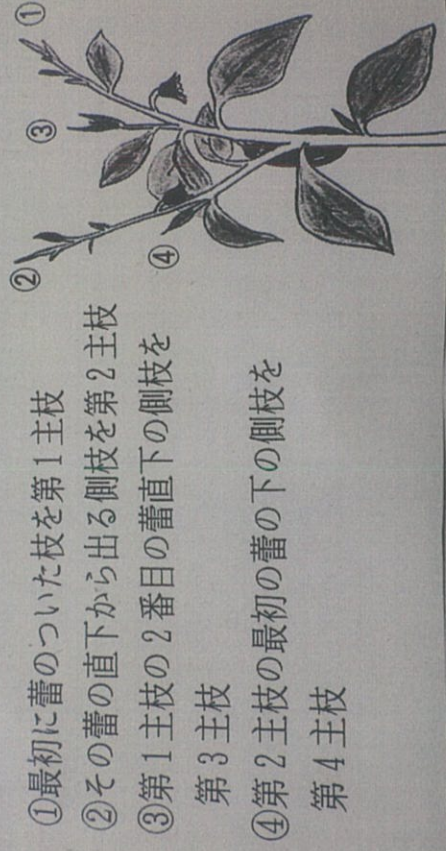 ①最初に蕾のついた枝を第1主枝
②その蕾の直下から出る側枝を第2主枝
③第1主枝の2番目の蕾直下の側枝を
第3主枝
④第2主枝の最初の蕾の下の側枝を
第4主枝
①
③
②
④